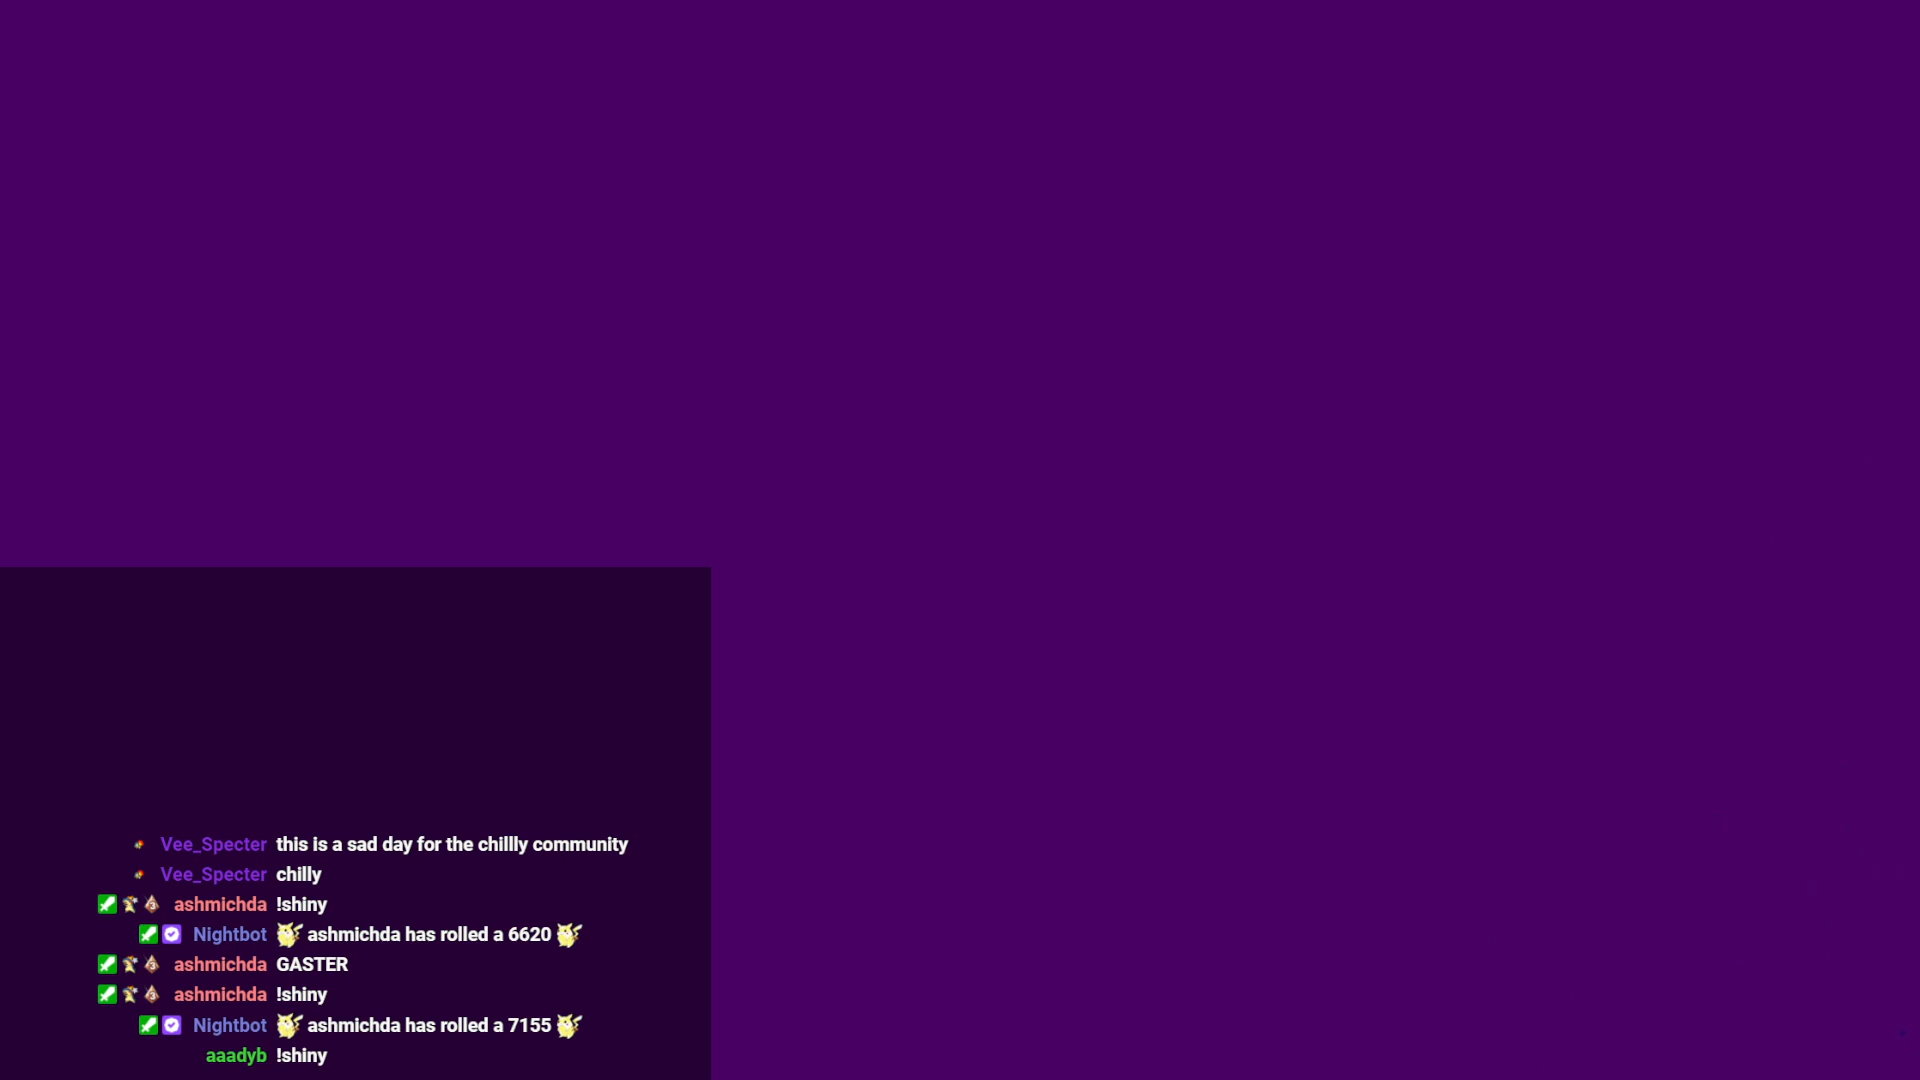 Vee_Specter this is a sad day for the chillly community
Vee_Specter chilly
ashmichda !shiny
Nightbot ashmichda has rolled a 6620
ashmichda GASTER
ashmichda !shiny
Nightbot ashmichda has rolled a 7155
aaadyb !shiny